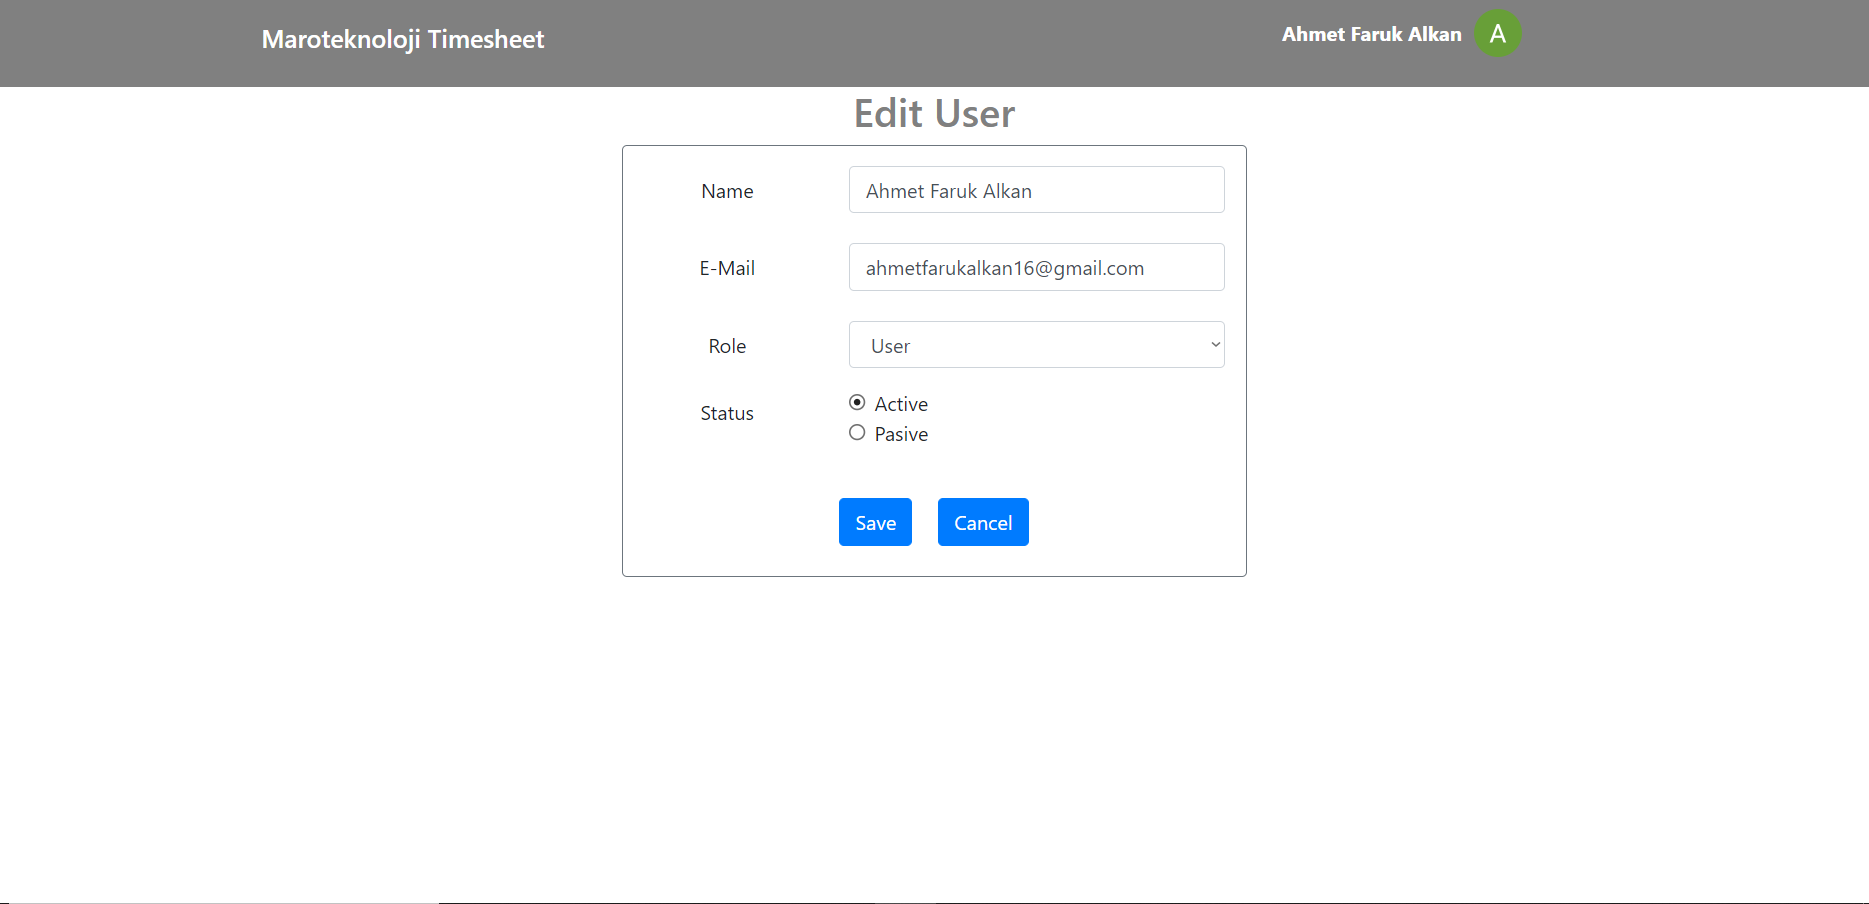 Maroteknoloji Timesheet
Ahmet Faruk Alkan A
Edit User
Name Ahmet Faruk Alkan
E-Mail ahmetfarukalkan16@gmail.com
Role User
Status Active
Pasive
Save Cancel